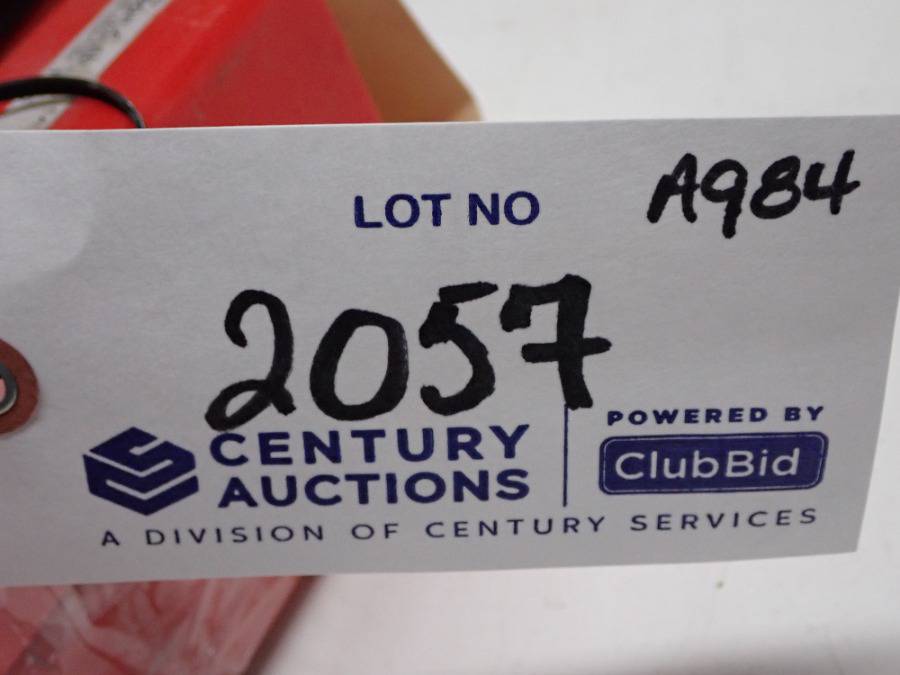 A984
LOT NO
2057
CENTURY
AUCTIONS
POWERED BY
ClubBid
A DIVISION OF CENTURY SERVICES